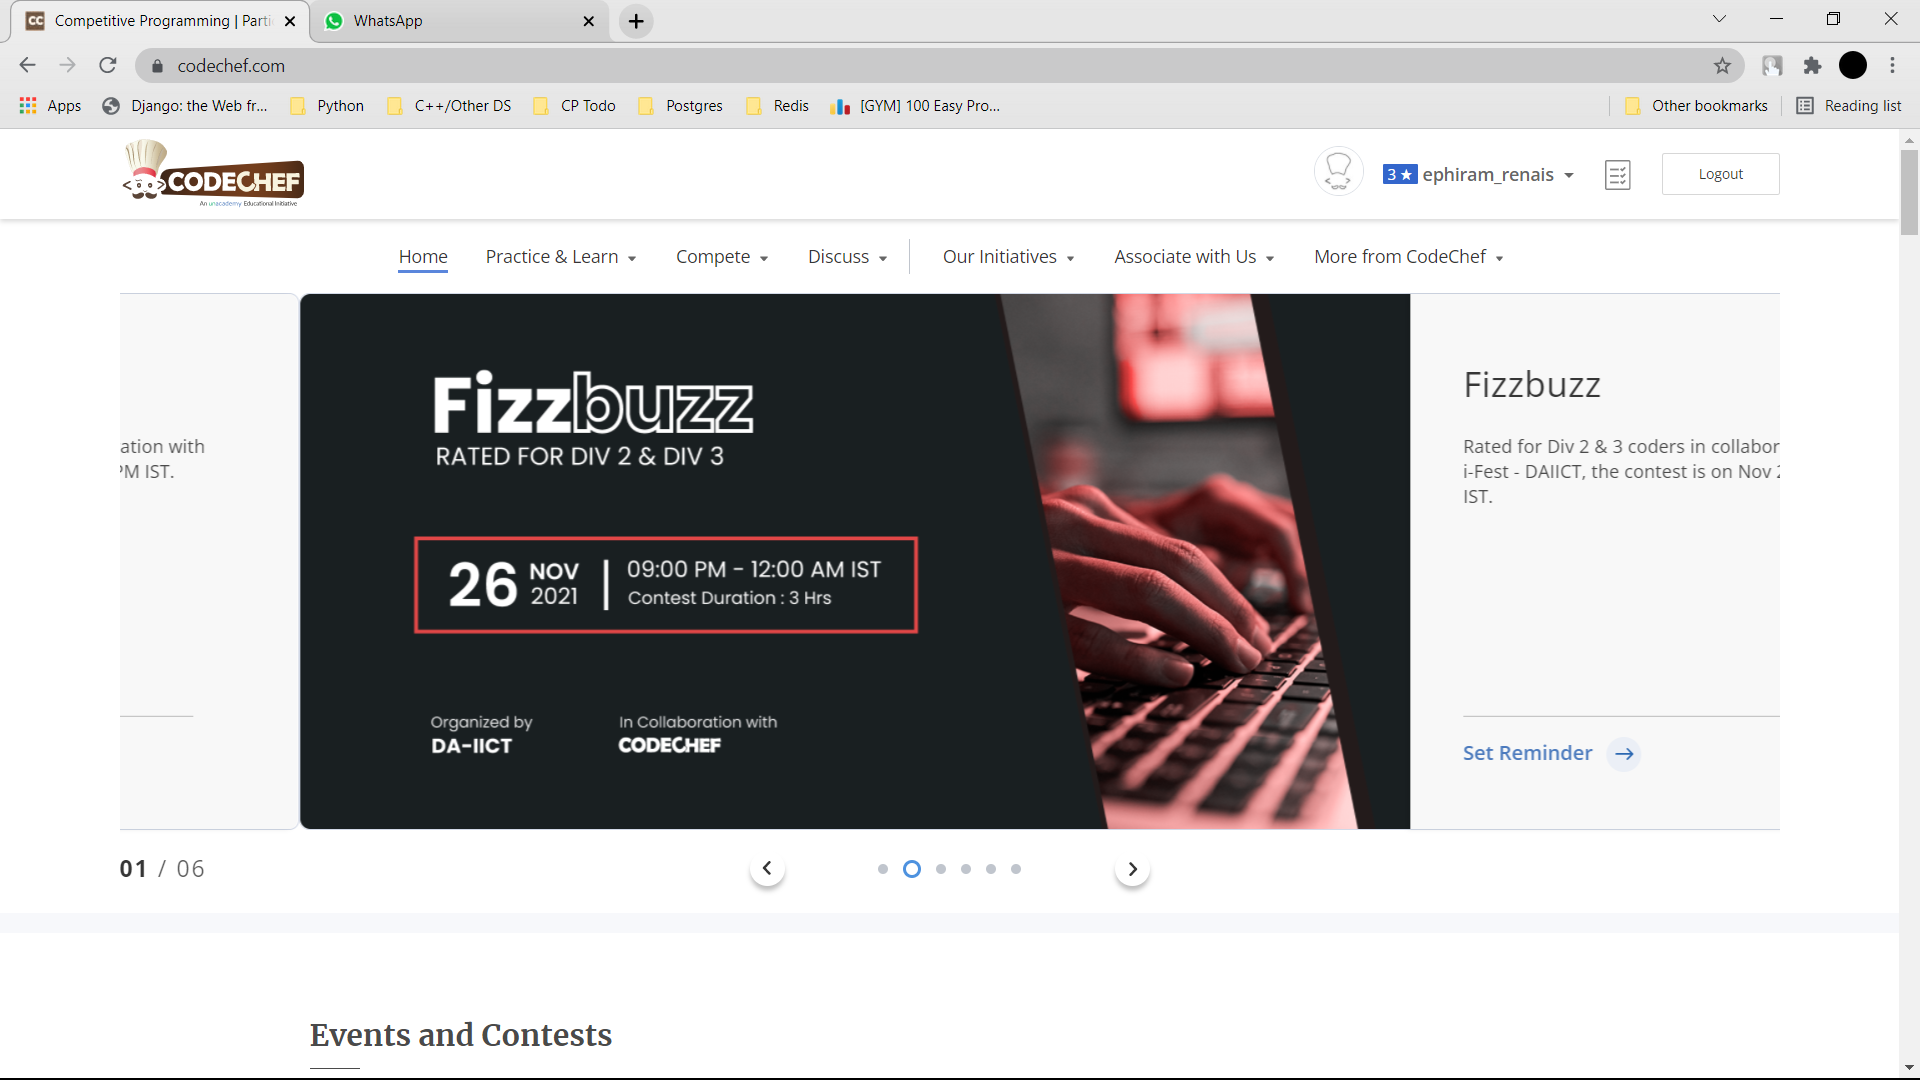 CC Competitive Programming | Parti
WhatsApp
codechef.com
Apps
Django: the Web fr...
Python
C++/Other DS
CP Todo
Postgres
Redis
[GYM] 100 Easy Pro...
Other bookmarks
Reading list
CODECHEF
An unacademy Educational Initiative
3 ★ ephiram_renais
Logout
Home
Practice & Learn
Compete
Discuss
Our Initiatives
Associate with Us
More from CodeChef
ation with
PM IST.
Fizzbuzz
RATED FOR DIV 2 & DIV 3
26 NOV 2021
09:00 PM - 12:00 AM IST
Contest Duration : 3 Hrs
Organized by
DA-IICT
In Collaboration with
CODECHEF
Fizzbuzz
Rated for Div 2 & 3 coders in collabor
i-Fest - DAIICT, the contest is on Nov
IST.
Set Reminder
01 / 06
Events and Contests